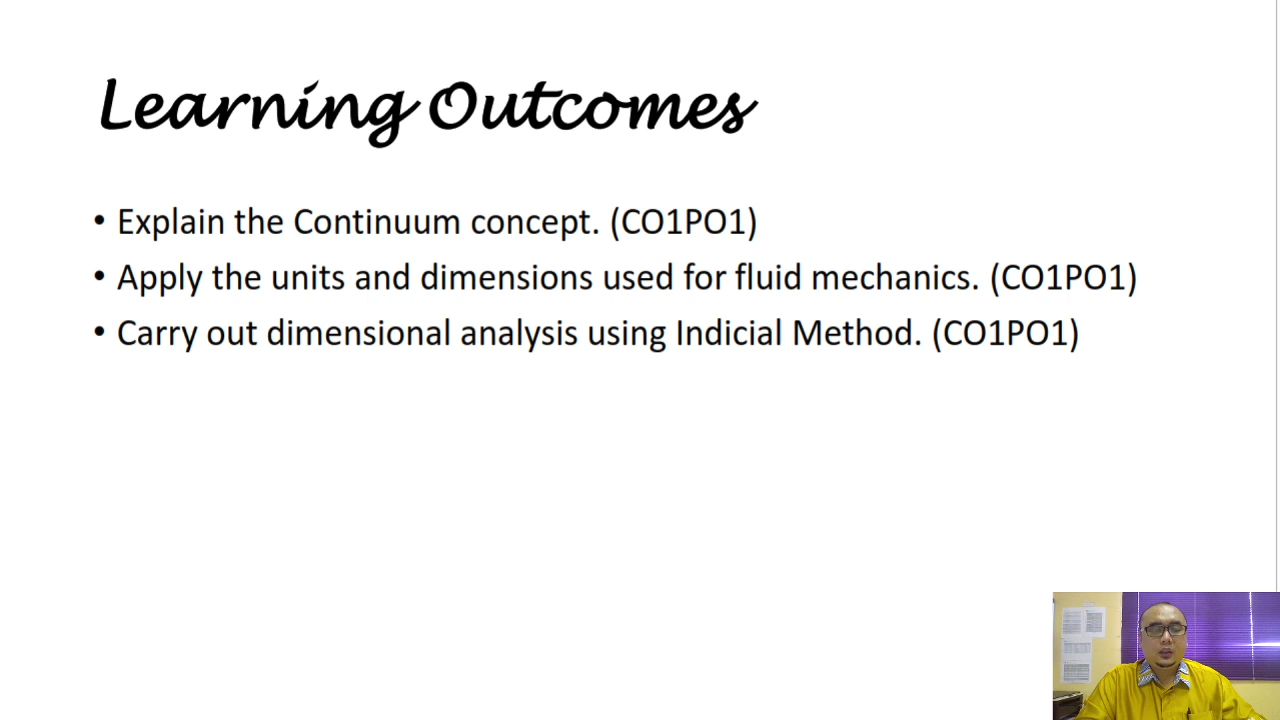 Learning Outcomes
• Explain the Continuum concept. (CO1PO1)
• Apply the units and dimensions used for fluid mechanics. (CO1PO1)
• Carry out dimensional analysis using Indicial Method. (CO1PO1)